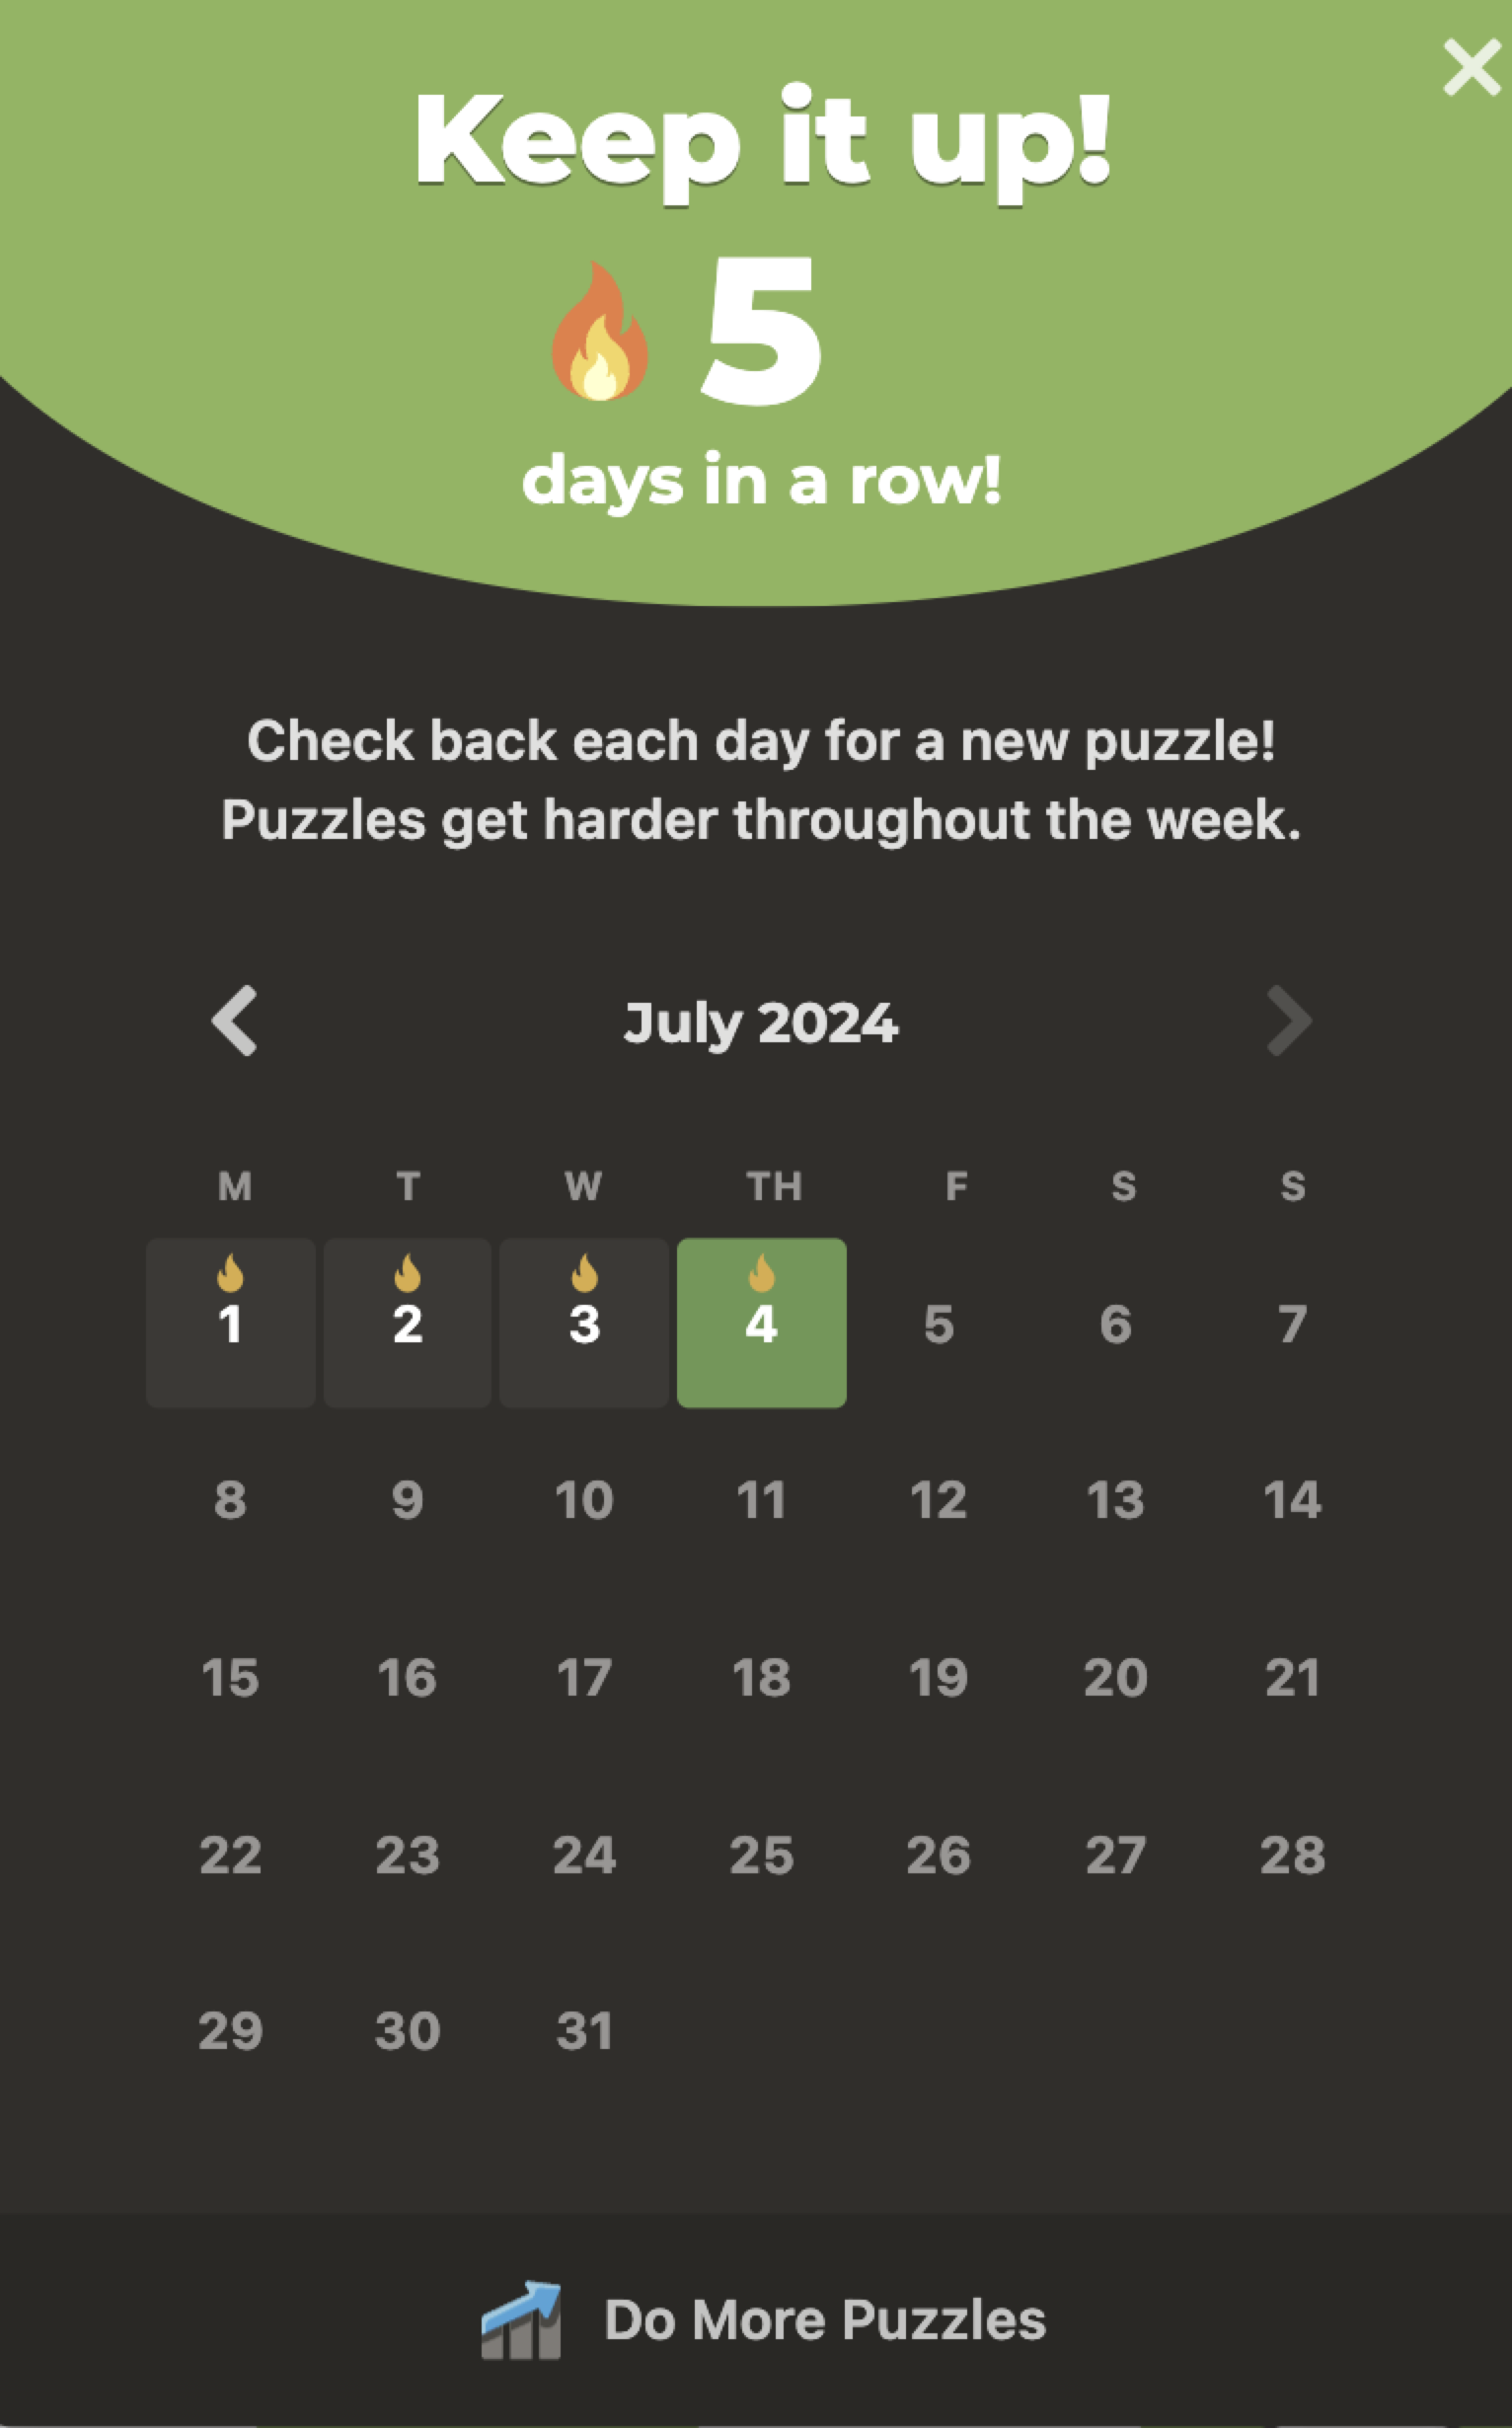 Keep it up!
5
days in a row!
Check back each day for a new puzzle!
Puzzles get harder throughout the week.
July 2024
M T W TH F S S
1 2 3 4 5 6 7
8 9 10 11 12 13 14
15 16 17 18 19 20 21
22 23 24 25 26 27 28
29 30 31
Do More Puzzles